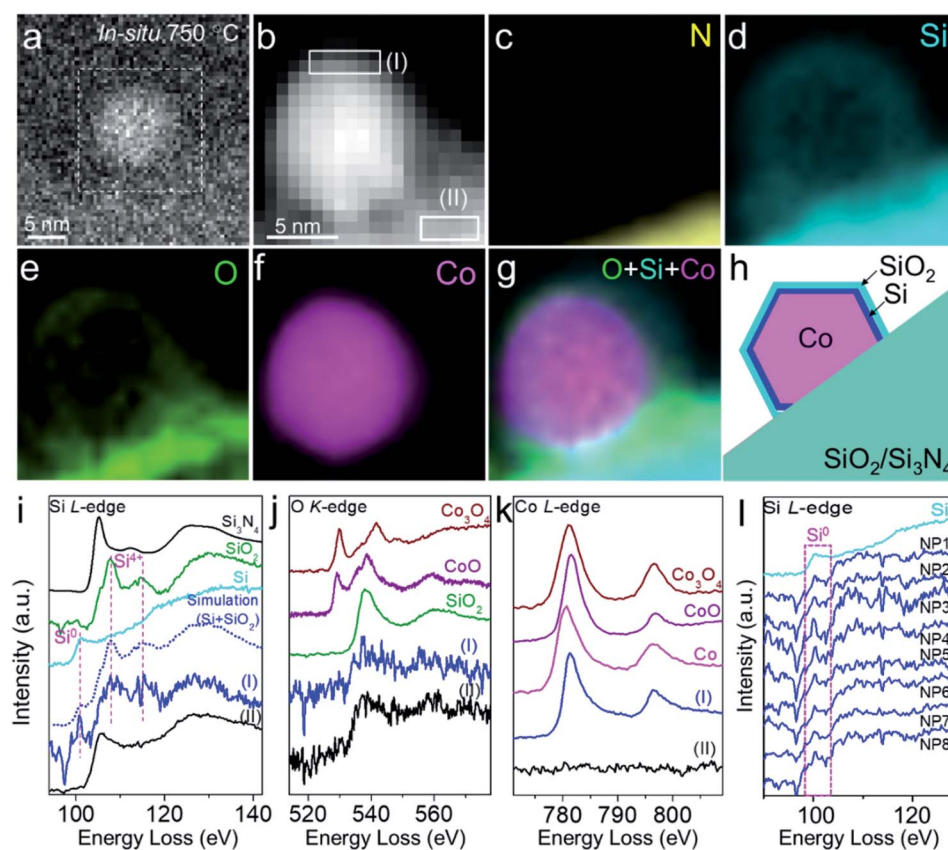 a In-situ 750 °C
5 nm
b (I)
(II)
5 nm
c N
d Si
e O
f Co
g O+Si+Co
h SiO2
Si
Co
SiO2/Si3N4
i Si L-edge
Si3N4
Si4+ SiO2
Si
Si0 Simulation
(Si+SiO2)
(I)
(II)
100 120 140
Energy Loss (eV)
Intensity (a.u.)
j O K-edge
Co3O4
CoO
SiO2
(I)
(II)
520 540 560
Energy Loss (eV)
k Co L-edge
Co3O4
CoO
Co
(I)
(II)
780 800
Energy Loss (eV)
l Si L-edge
Si
Si0
NP1
NP2
NP3
NP4
NP5
NP6
NP7
NP8
100 120
Energy Loss (eV)
Intensity (a.u.)